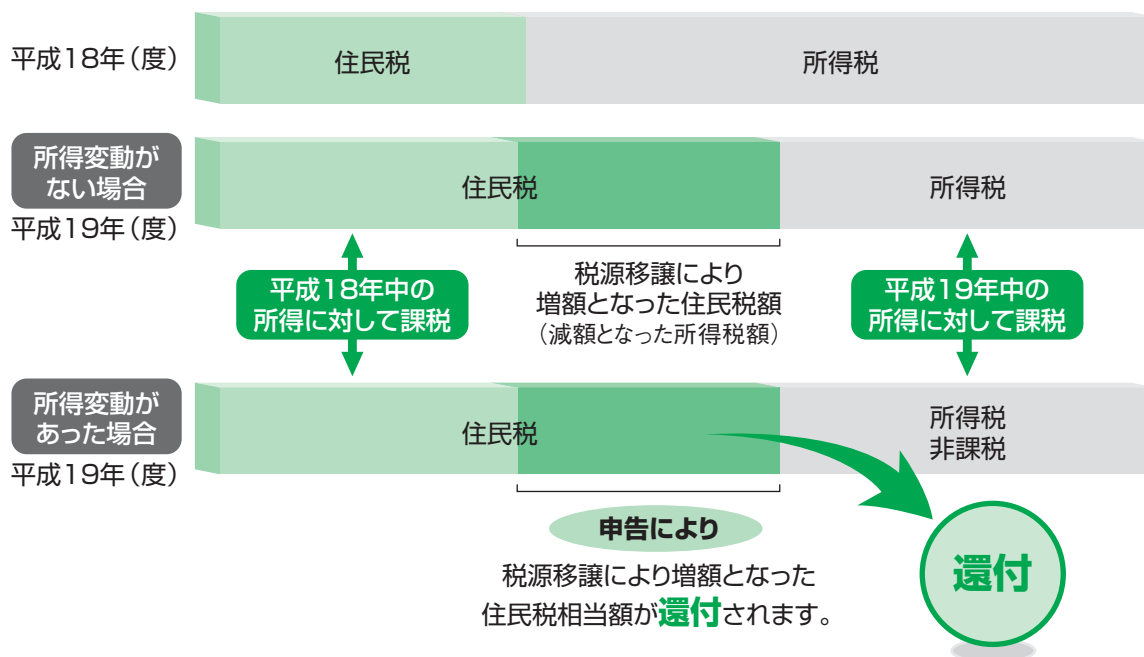 平成18年（度）
住民税
所得税
所得変動が
ない場合
平成19年（度）
住民税
所得税
平成18年中の
所得に対して課税
税源移譲により
増額となった住民税額
（減額となった所得税額）
平成19年中の
所得に対して課税
所得変動が
あった場合
平成19年（度）
住民税
所得税
非課税
申告により
税源移譲により増額となった
住民税相当額が還付されます。
還付